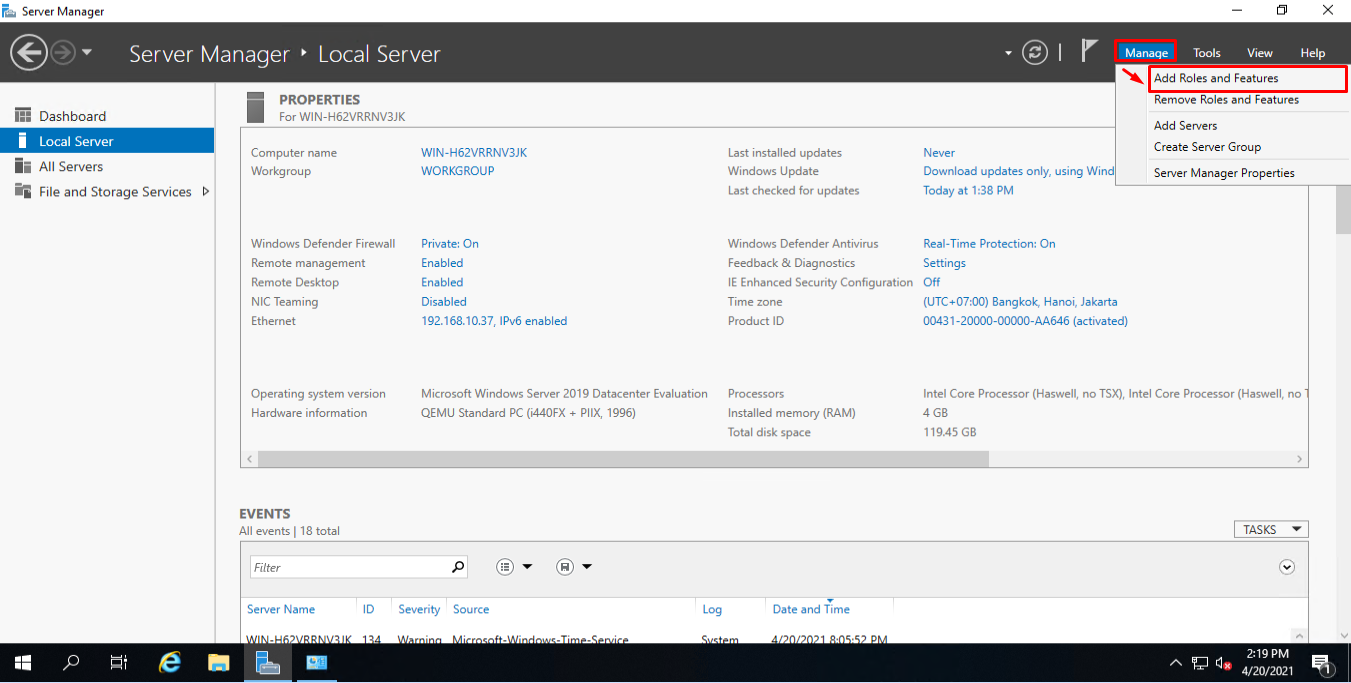 Server Manager
Server Manager ‣ Local Server
Manage Tools View Help
Add Roles and Features
Remove Roles and Features
Add Servers
Create Server Group
Server Manager Properties
Dashboard
Local Server
All Servers
File and Storage Services
PROPERTIES
For WIN-H62VRRNV3JK
Computer name WIN-H62VRRNV3JK Last installed updates Never
Workgroup WORKGROUP Windows Update Download updates only, using Wind
Last checked for updates Today at 1:38 PM
Windows Defender Firewall Private: On Windows Defender Antivirus Real-Time Protection: On
Remote management Enabled Feedback & Diagnostics Settings
Remote Desktop Enabled IE Enhanced Security Configuration Off
NIC Teaming Disabled Time zone (UTC+07:00) Bangkok, Hanoi, Jakarta
Ethernet 192.168.10.37, IPv6 enabled Product ID 00431-20000-00000-AA646 (activated)
Operating system version Microsoft Windows Server 2019 Datacenter Evaluation Processors Intel Core Processor (Haswell, no TSX), Intel Core Processor (Haswell, no T
Hardware information QEMU Standard PC (i440FX + PIIX, 1996) Installed memory (RAM) 4 GB
Total disk space 119.45 GB
EVENTS
All events | 18 total
TASKS
Filter
Server Name ID Severity Source Log Date and Time
WIN-H62VRRNV3JK 134 Warning Microsoft-Windows-Time-Service System 4/20/2021 8:05:52 PM
2:19 PM
4/20/2021
1